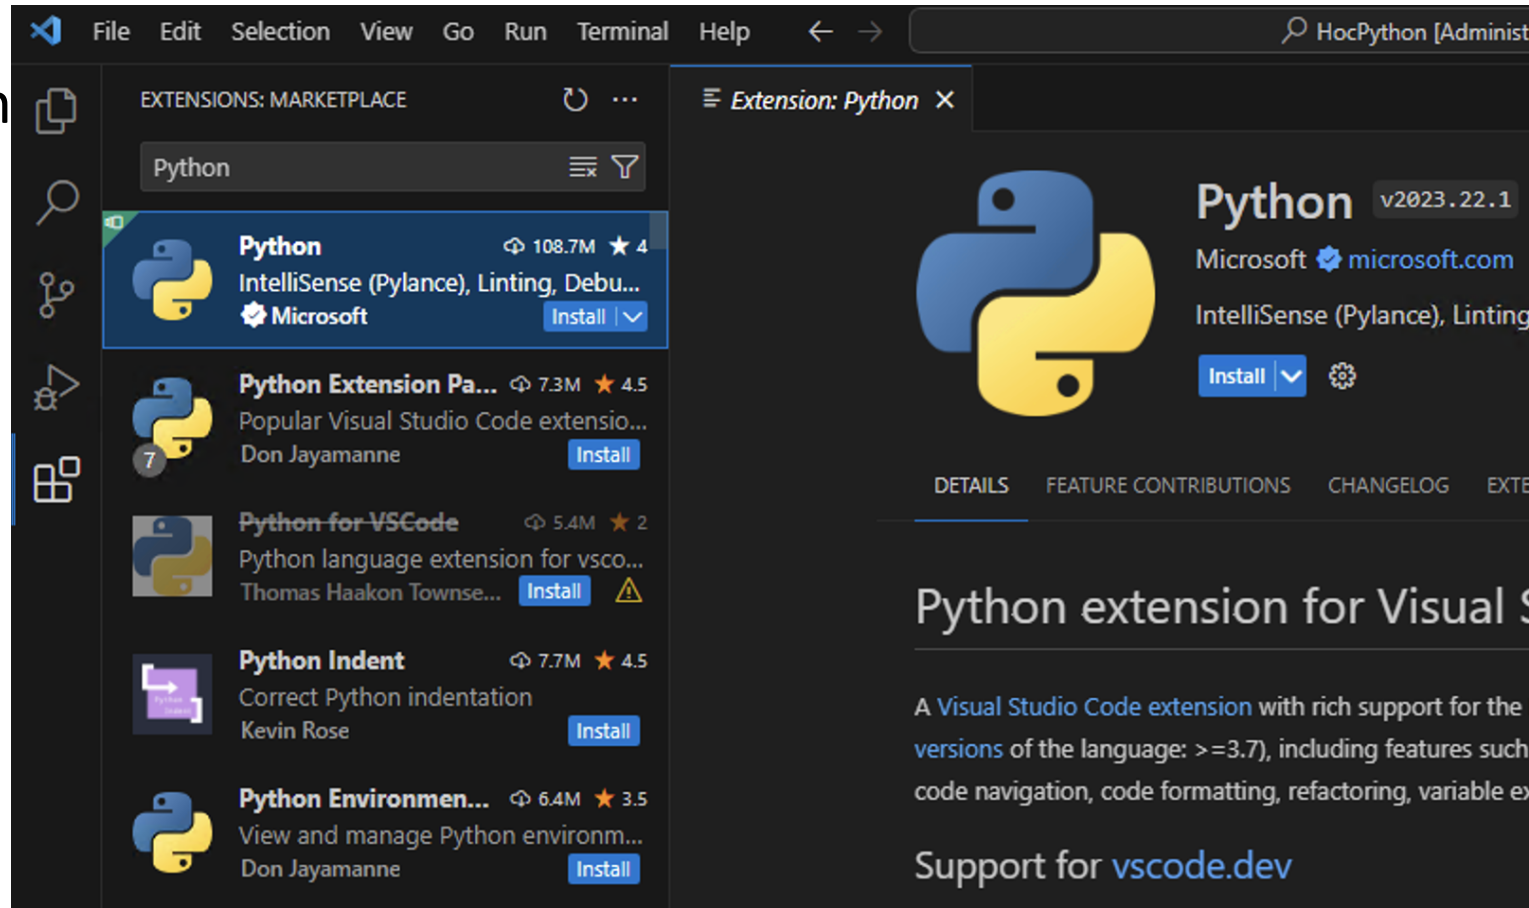 File Edit Selection View Go Run Terminal Help HocPython [Administ
n
EXTENSIONS: MARKETPLACE
Extension: Python
Python
Python 108.7M 4
IntelliSense (Pylance), Linting, Debu...
Microsoft Install
Python Extension Pa... 7.3M 4.5
Popular Visual Studio Code extensio...
7 Don Jayamanne Install
Python for VSCode 5.4M 2
Python language extension for vsco...
Thomas Haakon Townse... Install
Python Indent 7.7M 4.5
Correct Python indentation
Kevin Rose Install
Python
Indent
Python Environmen... 6.4M 3.5
View and manage Python environm...
Don Jayamanne Install
Python v2023.22.1
Microsoft microsoft.com
IntelliSense (Pylance), Linting
Install
DETAILS FEATURE CONTRIBUTIONS CHANGELOG EXTE
Python extension for Visual S
A Visual Studio Code extension with rich support for the
versions of the language: >=3.7), including features such
code navigation, code formatting, refactoring, variable ex
Support for vscode.dev